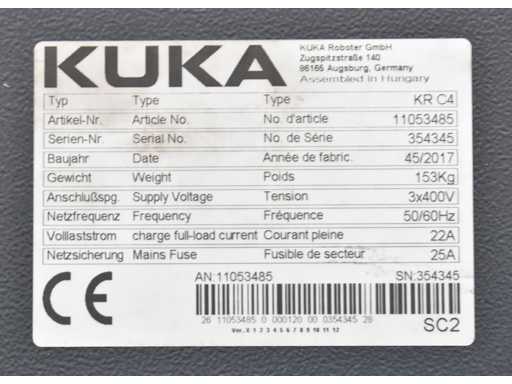 KUKA
KUKA Roboter GmbH
Zugspitzstraße 140
86165 Augsburg, Germany
Assembled in Hungary
Typ Type Type KR C4
Artikel-Nr. Article No. No. d'article 11053485
Serien-Nr. Serial No. No. de Série 354345
Baujahr Date Année de fabric. 45/2017
Gewicht Weight Poids 153Kg
Anschlußspg. Supply Voltage Tension 3x400V
Netzfrequenz Frequency Fréquence 50/60Hz
Volllaststrom charge full-load current Courant pleine 22A
Netzsicherung Mains Fuse Fusible de secteur 25A
AN:11053485 SN:354345
CE
26 11053485 0 000120 00 0354345 26
Ver.X 1 2 3 4 5 6 7 8 9 10 11 12
SC2